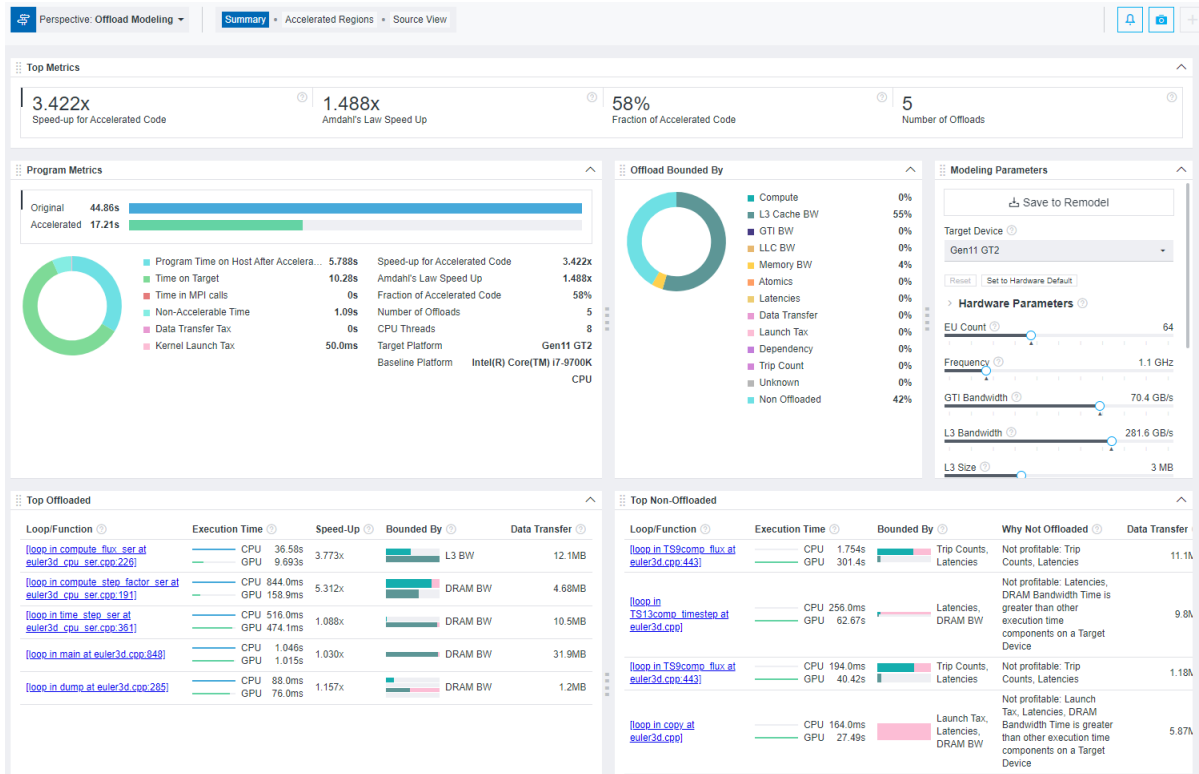 Perspective: Offload Modeling
Summary • Accelerated Regions • Source View
Top Metrics
3.422x
Speed-up for Accelerated Code
1.488x
Amdahl's Law Speed Up
58%
Fraction of Accelerated Code
5
Number of Offloads
Program Metrics
Original 44.86s
Accelerated 17.21s
Program Time on Host After Accelera... 5.788s
Time on Target 10.28s
Time in MPI calls 0s
Non-Accelerable Time 1.09s
Data Transfer Tax 0s
Kernel Launch Tax 50.0ms
Speed-up for Accelerated Code 3.422x
Amdahl's Law Speed Up 1.488x
Fraction of Accelerated Code 58%
Number of Offloads 5
CPU Threads 8
Target Platform Gen11 GT2
Baseline Platform Intel(R) Core(TM) i7-9700K
CPU
Offload Bounded By
Compute 0%
L3 Cache BW 55%
GTI BW 0%
LLC BW 0%
Memory BW 4%
Atomics 0%
Latencies 0%
Data Transfer 0%
Launch Tax 0%
Dependency 0%
Trip Count 0%
Unknown 0%
Non Offloaded 42%
Modeling Parameters
Save to Remodel
Target Device
Gen11 GT2
Reset Set to Hardware Default
Hardware Parameters
EU Count 64
Frequency 1.1 GHz
GTI Bandwidth 70.4 GB/s
L3 Bandwidth 281.6 GB/s
L3 Size 3 MB
Top Offloaded
Loop/Function Execution Time Speed-Up Bounded By Data Transfer
[loop in compute_flux_ser at
euler3d_cpu_ser.cpp:226]
CPU 36.58s
GPU 9.693s
3.773x L3 BW 12.1MB
[loop in compute_step_factor_ser at
euler3d_cpu_ser.cpp:191]
CPU 844.0ms
GPU 158.9ms
5.312x DRAM BW 4.68MB
[loop in time_step_ser at
euler3d_cpu_ser.cpp:361]
CPU 516.0ms
GPU 474.1ms
1.088x DRAM BW 10.5MB
[loop in main at euler3d.cpp:848]
CPU 1.046s
GPU 1.015s
1.030x DRAM BW 31.9MB
[loop in dump at euler3d.cpp:285]
CPU 88.0ms
GPU 76.0ms
1.157x DRAM BW 1.2MB
Top Non-Offloaded
Loop/Function Execution Time Bounded By Why Not Offloaded Data Transfer
[loop in TS9comp_flux at
euler3d.cpp:443]
CPU 1.754s
GPU 301.4s
Trip Counts,
Latencies
Not profitable: Trip
Counts, Latencies
11.1M
[loop in
TS13comp_timestep at
euler3d.cpp]
CPU 256.0ms
GPU 62.67s
Latencies,
DRAM BW
Not profitable: Latencies,
DRAM Bandwidth Time is
greater than other
execution time
components on a Target
Device
9.8M
[loop in TS9comp_flux at
euler3d.cpp:443]
CPU 194.0ms
GPU 40.42s
Trip Counts,
Latencies
Not profitable: Trip
Counts, Latencies
1.18M
[loop in copy at
euler3d.cpp]
CPU 164.0ms
GPU 27.49s
Launch Tax,
Latencies,
DRAM BW
Not profitable: Launch
Tax, Latencies, DRAM
Bandwidth Time is greater
than other execution time
components on a Target
Device
5.87M